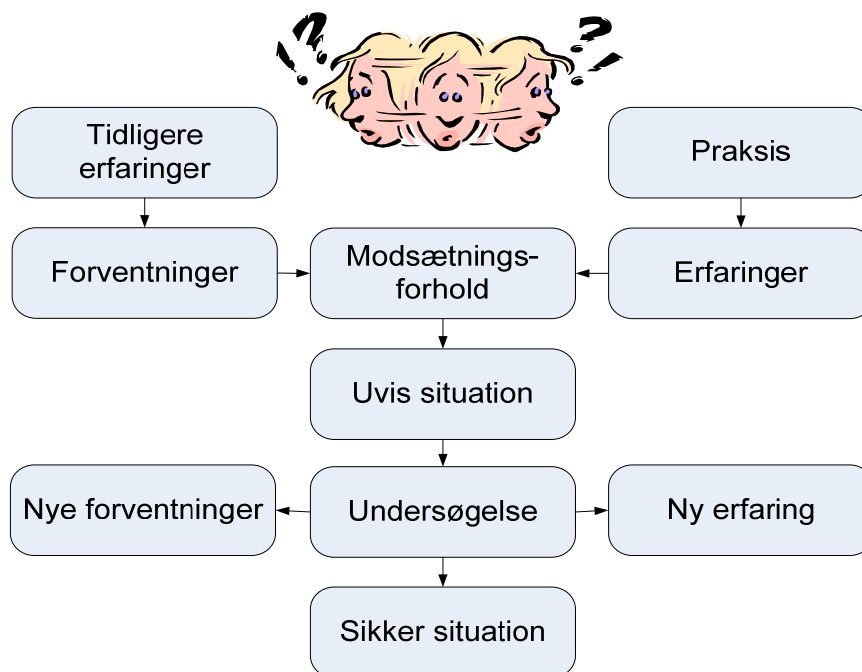 !?
?!
Tidligere
erfaringer
Praksis
Forventninger
Modsætnings-
forhold
Erfaringer
Uvis situation
Nye forventninger
Undersøgelse
Ny erfaring
Sikker situation